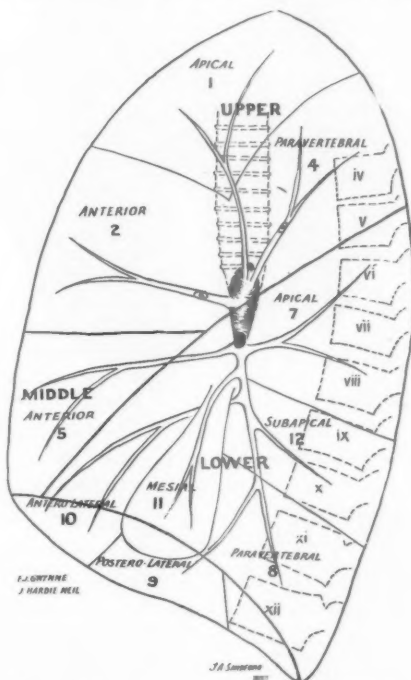 APICAL
1
UPPER
PARAVERTEBRAL
4
iv
ANTERIOR
2
v
vi
APICAL
7
vii
MIDDLE
viii
ANTERIOR
5
SUBAPICAL
12
ix
LOWER
MESIAL
11
x
ANTERO-LATERAL
10
xi
POSTERO-LATERAL
9
PARAVERTEBRAL
8
xii
F.J. GWYNNE
J. HARDIE NEIL